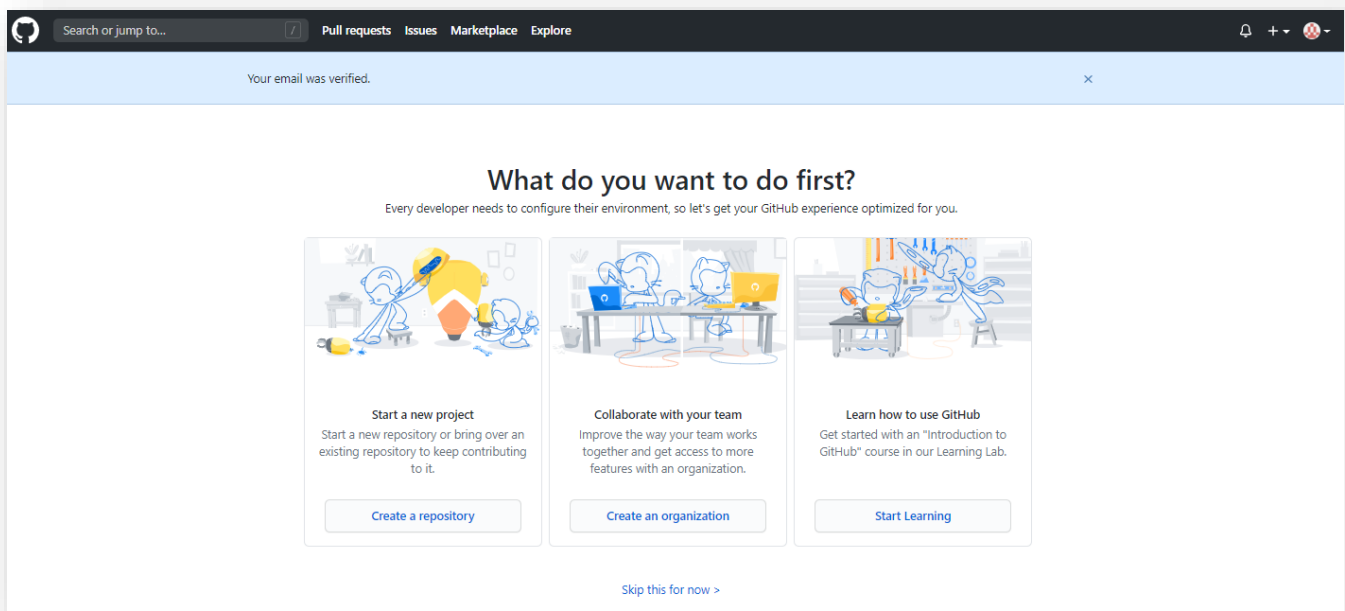 Search or jump to... /
Pull requests Issues Marketplace Explore
Your email was verified.
What do you want to do first?
Every developer needs to configure their environment, so let's get your GitHub experience optimized for you.
Start a new project
Start a new repository or bring over an
existing repository to keep contributing
to it.
Create a repository
Collaborate with your team
Improve the way your team works
together and get access to more
features with an organization.
Create an organization
Learn how to use GitHub
Get started with an "Introduction to
GitHub" course in our Learning Lab.
Start Learning
Skip this for now >